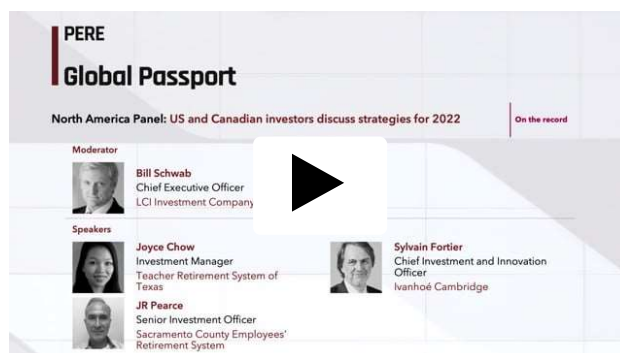 PERE
Global Passport
North America Panel: US and Canadian investors discuss strategies for 2022
On the record
Moderator
Bill Schwab
Chief Executive Officer
LCI Investment Company
Speakers
Joyce Chow
Investment Manager
Teacher Retirement System of
Texas
Sylvain Fortier
Chief Investment and Innovation
Officer
Ivanhoé Cambridge
JR Pearce
Senior Investment Officer
Sacramento County Employees'
Retirement System